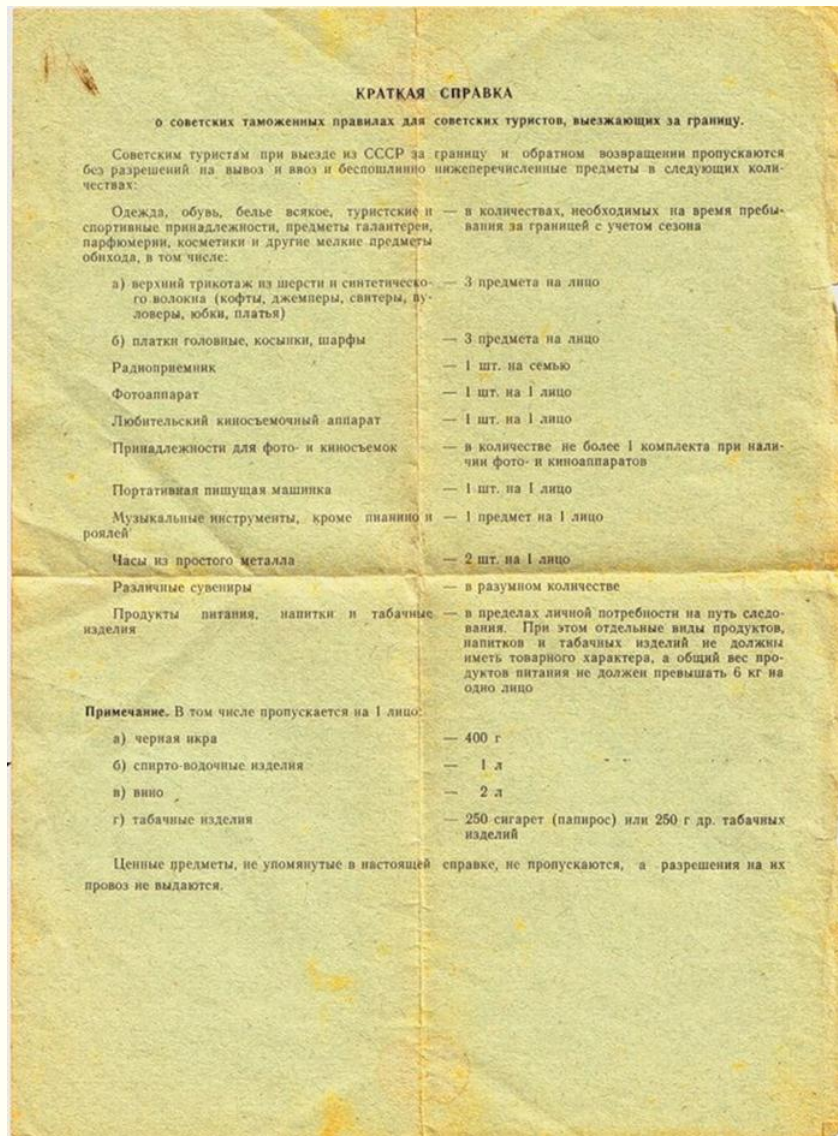 КРАТКАЯ СПРАВКА
о советских таможенных правилах для советских туристов, выезжающих за границу.
Советским туристам при выезде из СССР за границу и обратном возвращении пропускаются
без разрешений на вывоз и ввоз и беспошлинно нижеперечисленные предметы в следующих коли-
чествах:
Одежда, обувь, белье всякое, туристские и — в количествах, необходимых на время пребы-
спортивные принадлежности, предметы галантереи, вания за границей с учетом сезона
парфюмерии, косметики и другие мелкие предметы
обихода, в том числе:
а) верхний трикотаж из шерсти и синтетическо- — 3 предмета на лицо
го волокна (кофты, джемперы, свитеры, пу-
ловеры, юбки, платья)
б) платки головные, косынки, шарфы — 3 предмета на лицо
Радиоприемник — 1 шт. на семью
Фотоаппарат — 1 шт. на 1 лицо
Любительский киносъемочный аппарат — 1 шт. на 1 лицо
Принадлежности для фото- и киносъемок — в количестве не более 1 комплекта при нали-
чии фото- и киноаппаратов
Портативная пишущая машинка — 1 шт. на 1 лицо
Музыкальные инструменты, кроме пианино и — 1 предмет на 1 лицо
роялей
Часы из простого металла — 2 шт. на 1 лицо
Различные сувениры — в разумном количестве
Продукты питания, напитки и табачные — в пределах личной потребности на путь следо-
изделия вания. При этом отдельные виды продуктов,
напитков и табачных изделий не должны
иметь товарного характера, а общий вес про-
дуктов питания не должен превышать 6 кг на
одно лицо
Примечание. В том числе пропускается на 1 лицо:
а) черная икра — 400 г
б) спирто-водочные изделия — 1 л
в) вино — 2 л
г) табачные изделия — 250 сигарет (папирос) или 250 г др. табачных
изделий
Ценные предметы, не упомянутые в настоящей справке, не пропускаются, а разрешения на их
провоз не выдаются.